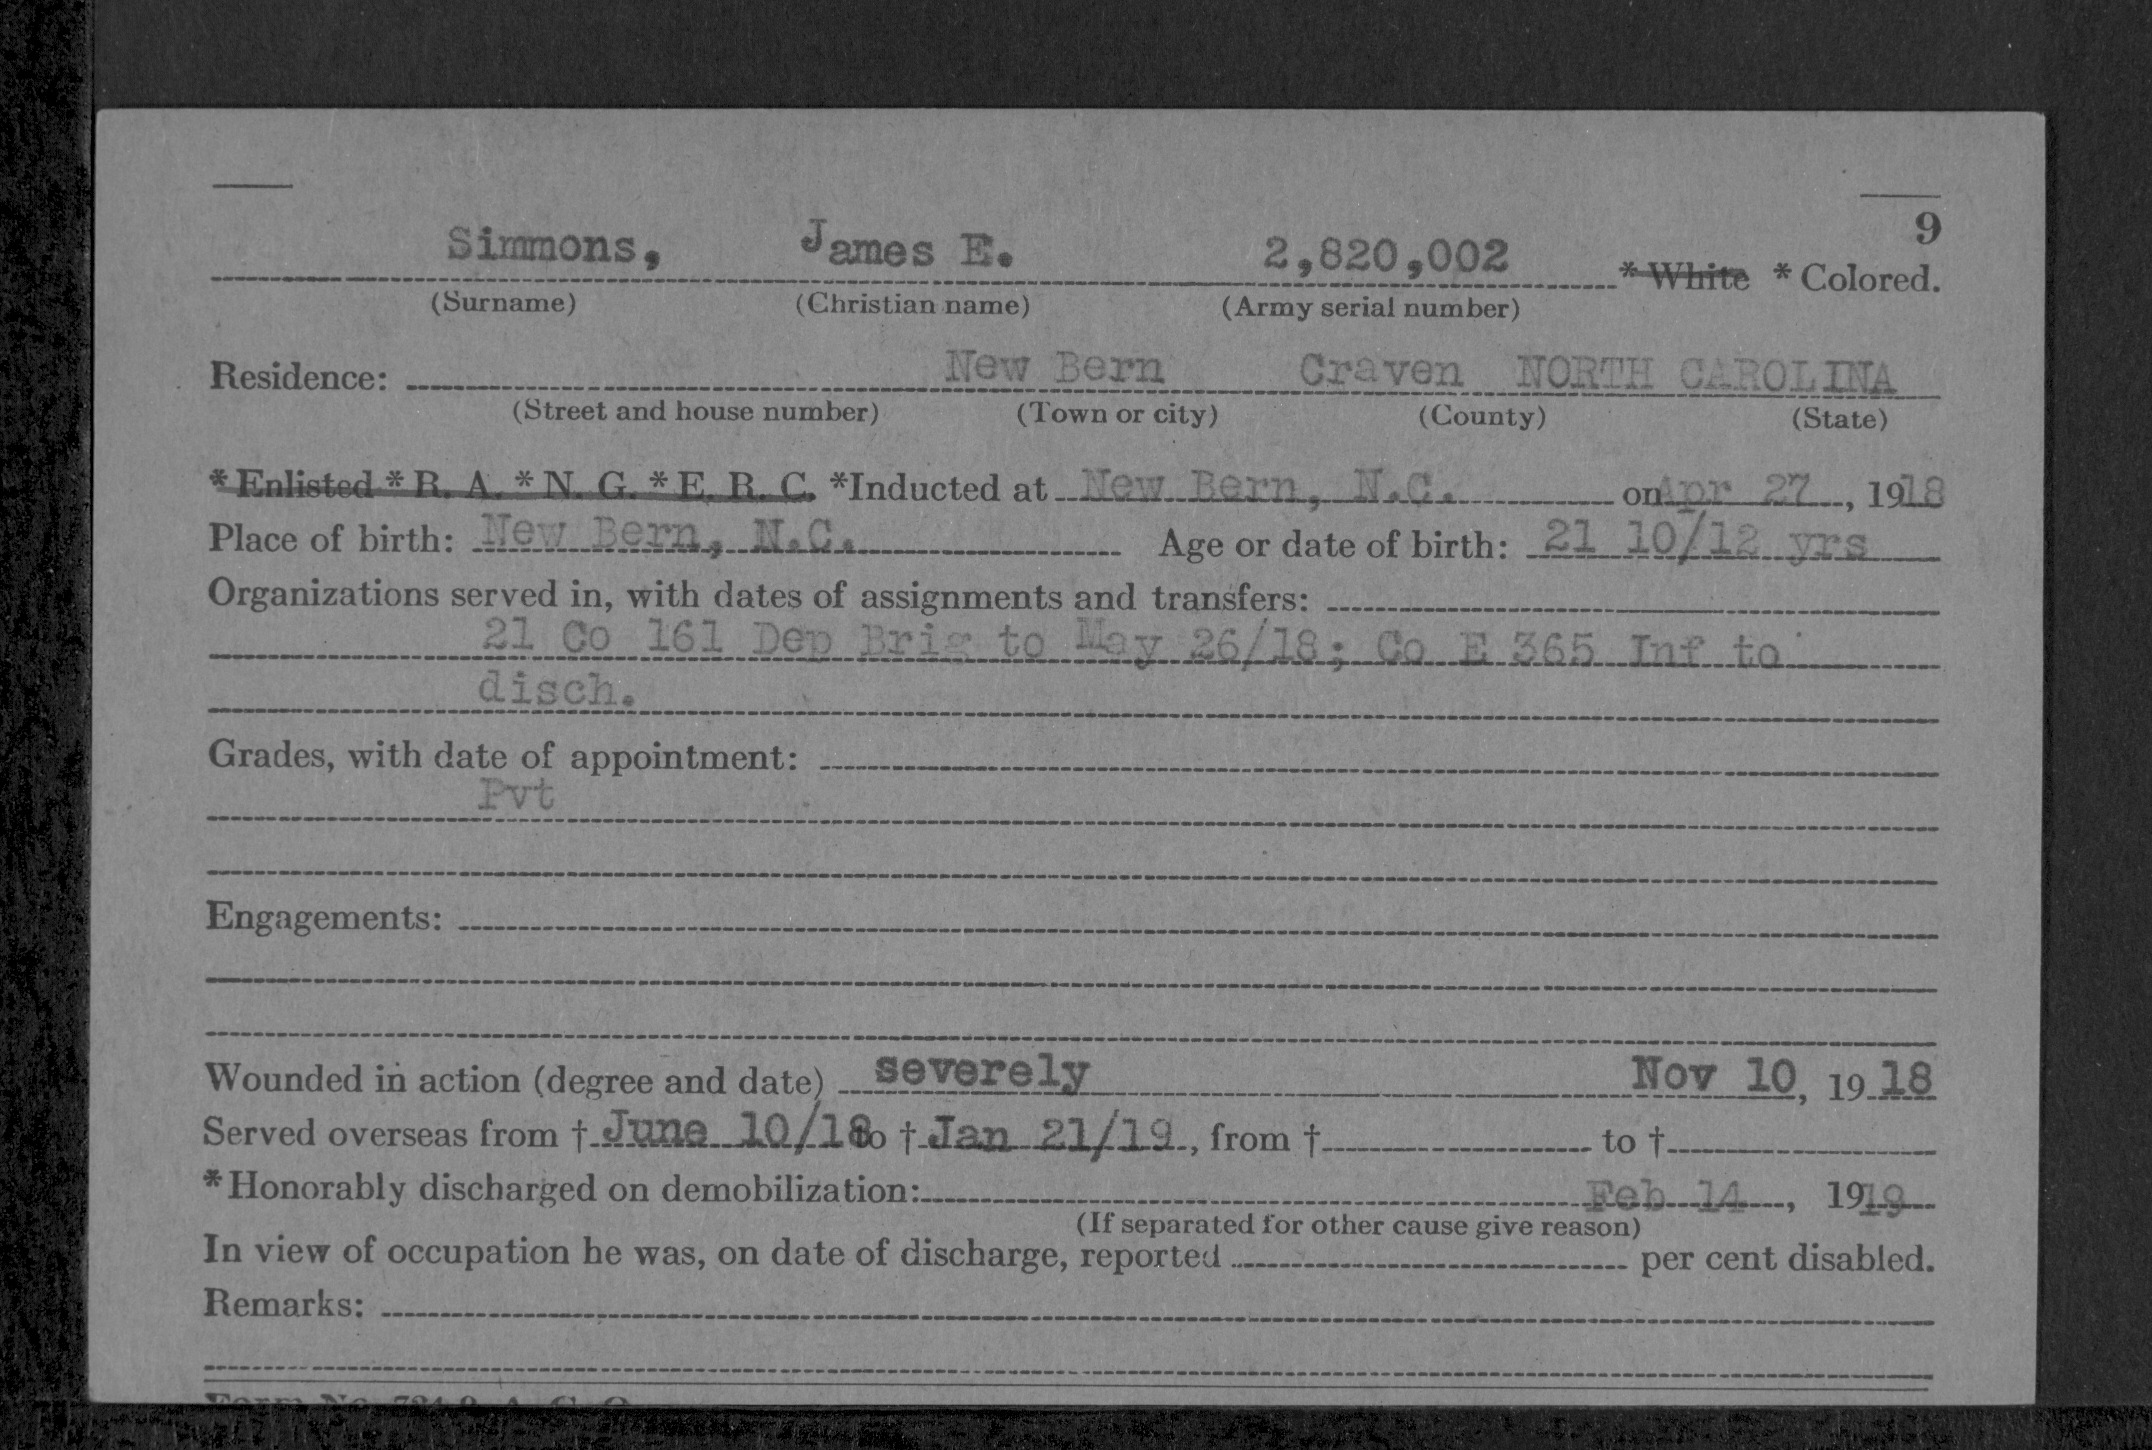 9
Simmons, James E. 2,820,002 * White * Colored.
(Surname) (Christian name) (Army serial number)
Residence: New Bern Craven NORTH CAROLINA
(Street and house number) (Town or city) (County) (State)
* Enlisted * R. A. * N. G. * E. R. C. *Inducted at New Bern, N.C. on Apr 27, 1918
Place of birth: New Bern, N.C. Age or date of birth: 21 10/12 yrs
Organizations served in, with dates of assignments and transfers:
21 Co 161 Dep Brig to May 26/18; Co E 365 Inf to
disch.
Grades, with date of appointment:
Pvt
Engagements:
Wounded in action (degree and date) severely Nov 10, 19 18
Served overseas from † June 10/18 to † Jan 21/19, from † to †
* Honorably discharged on demobilization: Feb 14, 1919
(If separated for other cause give reason)
In view of occupation he was, on date of discharge, reported per cent disabled.
Remarks:
Form No. 724-8, A. G. O.